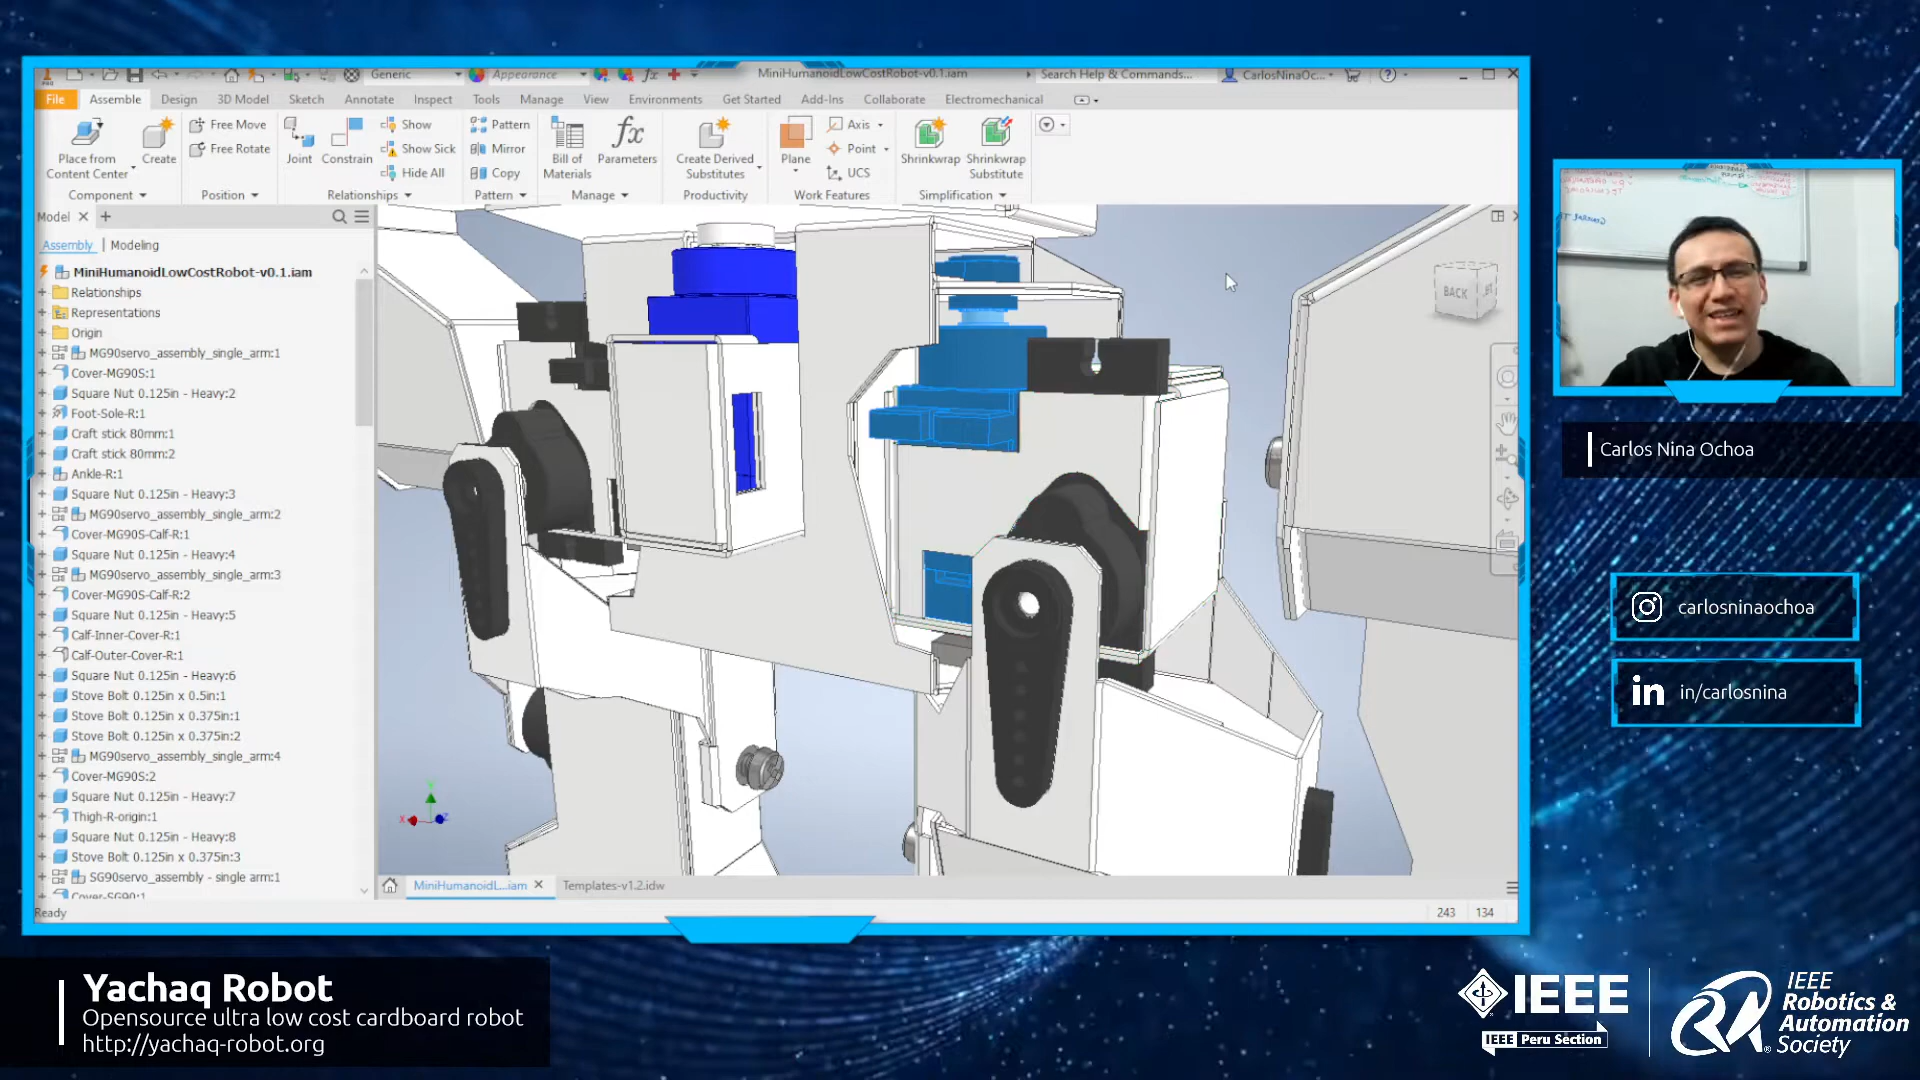 Generic
Appearance
MiniHumanoidLowCostRobot-v0.1.iam
Search Help & Commands...
CarlosNinaOc...
File
Assemble
Design
3D Model
Sketch
Annotate
Inspect
Tools
Manage
View
Environments
Get Started
Add-Ins
Collaborate
Electromechanical
Place from
Content Center
Create
Component
Free Move
Free Rotate
Position
Joint
Constrain
Show
Show Sick
Hide All
Relationships
Pattern
Mirror
Copy
Pattern
Bill of
Materials
fx
Parameters
Manage
Create Derived
Substitutes
Productivity
Plane
Axis
Point
UCS
Work Features
Shrinkwrap
Shrinkwrap
Substitute
Simplification
Model
Assembly
Modeling
MiniHumanoidLowCostRobot-v0.1.iam
Relationships
Representations
Origin
MG90servo_assembly_single_arm:1
Cover-MG90S:1
Square Nut 0.125in - Heavy:2
Foot-Sole-R:1
Craft stick 80mm:1
Craft stick 80mm:2
Ankle-R:1
Square Nut 0.125in - Heavy:3
MG90servo_assembly_single_arm:2
Cover-MG90S-Calf-R:1
Square Nut 0.125in - Heavy:4
MG90servo_assembly_single_arm:3
Cover-MG90S-Calf-R:2
Square Nut 0.125in - Heavy:5
Calf-Inner-Cover-R:1
Calf-Outer-Cover-R:1
Square Nut 0.125in - Heavy:6
Stove Bolt 0.125in x 0.5in:1
Stove Bolt 0.125in x 0.375in:1
Stove Bolt 0.125in x 0.375in:2
MG90servo_assembly_single_arm:4
Cover-MG90S:2
Square Nut 0.125in - Heavy:7
Thigh-R-origin:1
Square Nut 0.125in - Heavy:8
Stove Bolt 0.125in x 0.375in:3
SG90servo_assembly - single arm:1
Cover-SG90:1
BACK
X
MiniHumanoidL...iam
Templates-v1.2.idw
Ready
243
134
Carlos Nina Ochoa
carlosninaochoa
in
in/carlosnina
Yachaq Robot
Opensource ultra low cost cardboard robot
http://yachaq-robot.org
IEEE
IEEE Peru Section
IEEE
Robotics &
Automation
Society